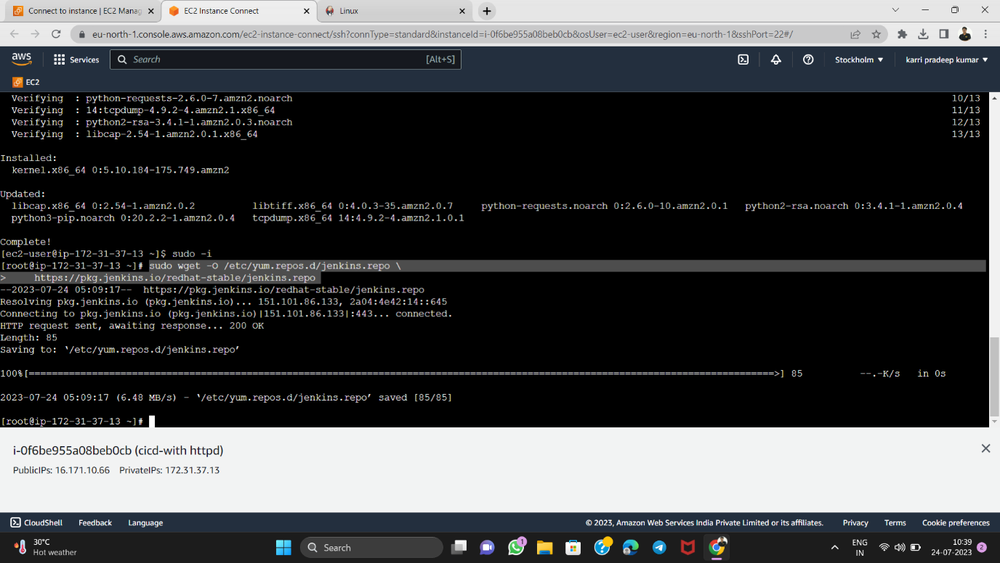 Connect to instance | EC2 Manag
EC2 Instance Connect
Linux
eu-north-1.console.aws.amazon.com/ec2-instance-connect/ssh?connType=standard&instanceId=i-0f6be955a08beb0cb&osUser=ec2-user&region=eu-north-1&sshPort=22#/
aws
Services
Search
[Alt+S]
Stockholm
karri pradeep kumar
EC2
Verifying  : python-requests-2.6.0-7.amzn2.noarch 10/13
Verifying  : 14:tcpdump-4.9.2-4.amzn2.1.x86_64 11/13
Verifying  : python2-rsa-3.4.1-1.amzn2.0.3.noarch 12/13
Verifying  : libcap-2.54-1.amzn2.0.1.x86_64 13/13
Installed:
kernel.x86_64 0:5.10.184-175.749.amzn2
Updated:
libcap.x86_64 0:2.54-1.amzn2.0.2 libtiff.x86_64 0:4.0.3-35.amzn2.0.7 python-requests.noarch 0:2.6.0-10.amzn2.0.1 python2-rsa.noarch 0:3.4.1-1.amzn2.0.4
python3-pip.noarch 0:20.2.2-1.amzn2.0.4 tcpdump.x86_64 14:4.9.2-4.amzn2.1.0.1
Complete!
[ec2-user@ip-172-31-37-13 ~]$ sudo -i
[root@ip-172-31-37-13 ~]# sudo wget -O /etc/yum.repos.d/jenkins.repo \
> https://pkg.jenkins.io/redhat-stable/jenkins.repo
--2023-07-24 05:09:17-- https://pkg.jenkins.io/redhat-stable/jenkins.repo
Resolving pkg.jenkins.io (pkg.jenkins.io)... 151.101.86.133, 2a04:4e42:14::645
Connecting to pkg.jenkins.io (pkg.jenkins.io)|151.101.86.133|:443... connected.
HTTP request sent, awaiting response... 200 OK
Length: 85
Saving to: ‘/etc/yum.repos.d/jenkins.repo’
100%[=====================================================================================================================================>] 85 --.-K/s in 0s
2023-07-24 05:09:17 (6.48 MB/s) - ‘/etc/yum.repos.d/jenkins.repo’ saved [85/85]
[root@ip-172-31-37-13 ~]#
i-0f6be955a08beb0cb (cicd-with httpd)
PublicIPs: 16.171.10.66 PrivateIPs: 172.31.37.13
CloudShell Feedback Language © 2023, Amazon Web Services India Private Limited or its affiliates. Privacy Terms Cookie preferences
30°C
Hot weather
Search
1
ENG
IN
10:39
24-07-2023
2